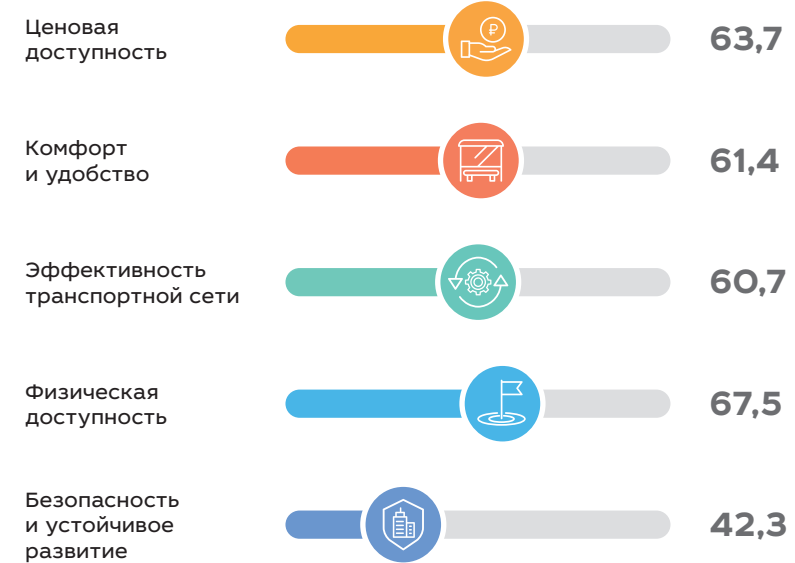 Ценовая
доступность
₽
63,7
Комфорт
и удобство
61,4
Эффективность
транспортной сети
60,7
Физическая
доступность
67,5
Безопасность
и устойчивое
развитие
42,3